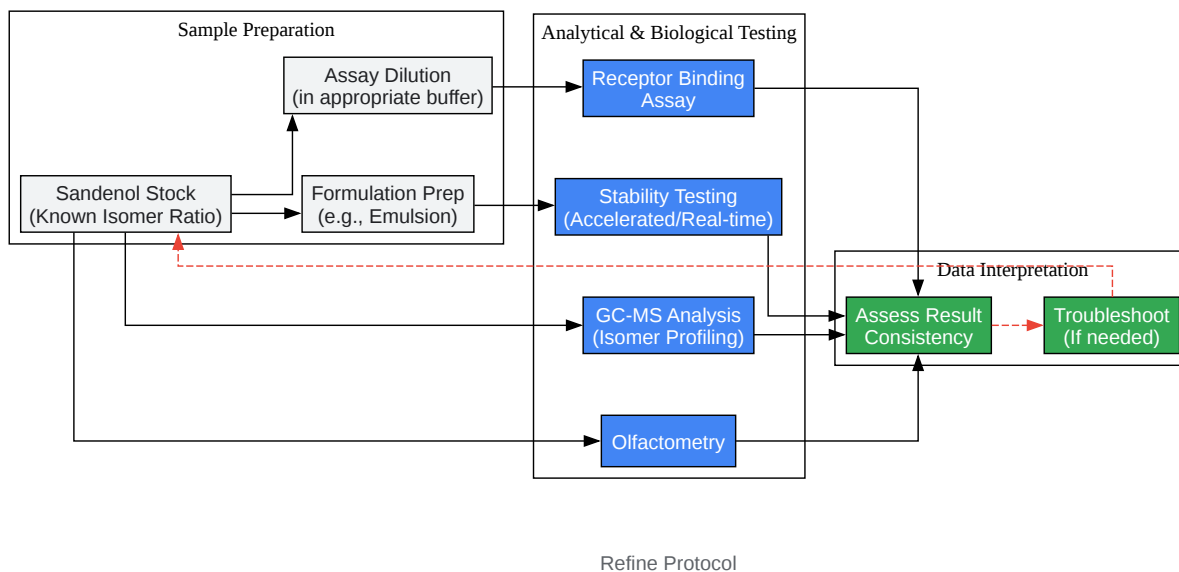 Sample Preparation
Assay Dilution
(in appropriate buffer)
Sandenol Stock
(Known Isomer Ratio)
Formulation Prep
(e.g., Emulsion)
Analytical & Biological Testing
Receptor Binding
Assay
Stability Testing
(Accelerated/Real-time)
GC-MS Analysis
(Isomer Profiling)
Olfactometry
Data Interpretation
Assess Result
Consistency
Troubleshoot
(If needed)
Refine Protocol